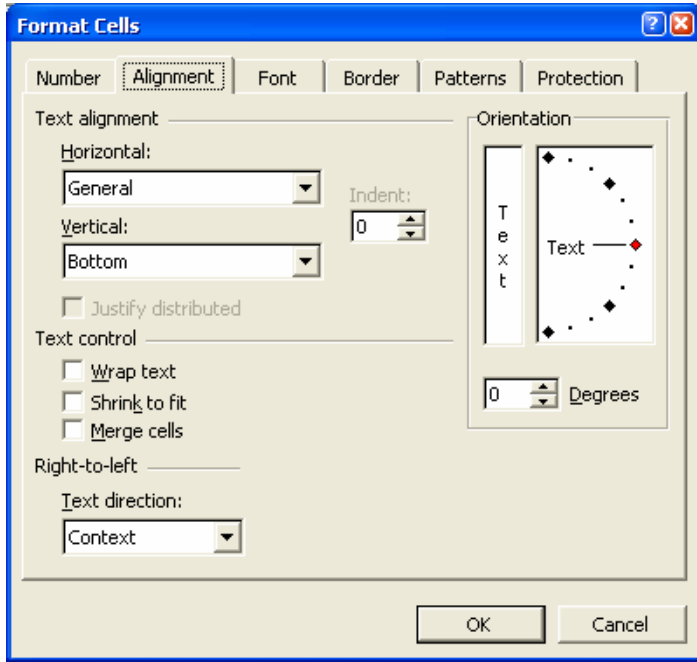 Format Cells
Number Alignment Font Border Patterns Protection
Text alignment
Horizontal:
General
Indent:
0
Vertical:
Bottom
Justify distributed
Text control
Wrap text
Shrink to fit
Merge cells
Right-to-left
Text direction:
Context
Orientation
T
e
x
t
Text
0 Degrees
OK Cancel